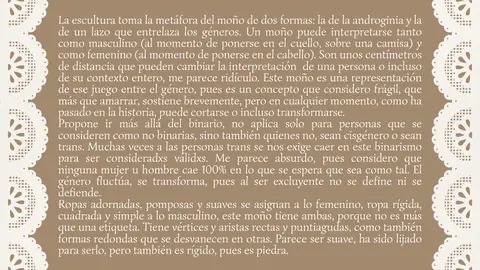 La escultura toma la metáfora del moño de dos formas: la de la androginia y la
de un lazo que entrelaza los géneros. Un moño puede interpretarse tanto
como masculino (al momento de ponerse en el cuello, sobre una camisa) y
como femenino (al momento de ponerse en el cabello). Son unos centímetros
de distancia que pueden cambiar la interpretación de una persona o incluso
de su contexto entero, me parece ridículo. Este moño es una representación
de ese juego entre el género, pues es un concepto que considero frágil, que
más que amarrar, sostiene brevemente, pero en cualquier momento, como ha
pasado en la historia, puede cortarse o incluso transformarse.
Propone ir más allá del binario, no aplica solo para personas que se
consideren como no binarias, sino también quienes no, sean cisgénero o sean
trans. Muchas veces a las personas trans se nos exige caer en este binarismo
para ser consideradxs válidxs. Me parece absurdo, pues considero que
ninguna mujer u hombre cae 100% en lo que se espera que sea como tal. El
género fluctúa, se transforma, pues al ser excluyente no se define ni se
defiende.
Ropas adornadas, pomposas y suaves se asignan a lo femenino, ropa rígida,
cuadrada y simple a lo masculino, este moño tiene ambas, porque no es más
que una etiqueta. Tiene vértices y aristas rectas y puntiagudas, como también
formas redondas que se desvanecen en otras. Parece ser suave, ha sido lijado
para serlo, pero también es rígido, pues es piedra.